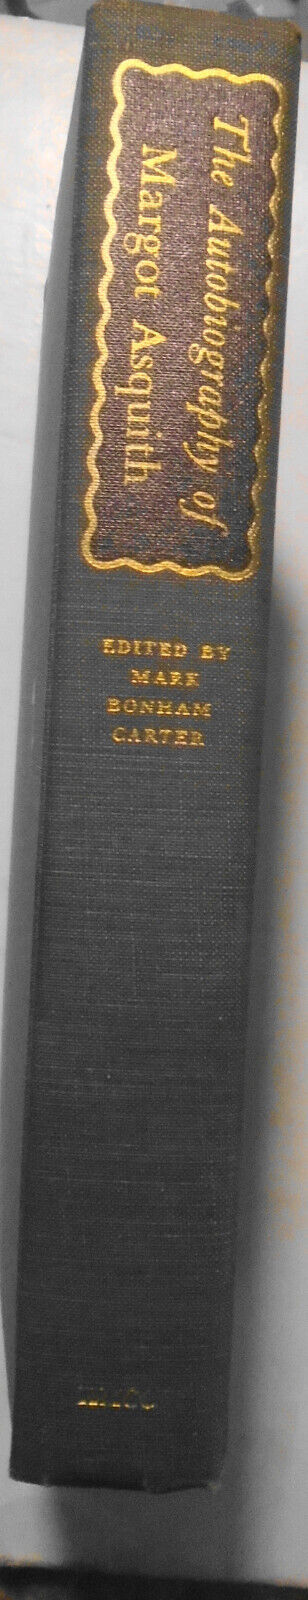 The Autobiography of
Margot Asquith
EDITED BY
MARK
BONHAM
CARTER